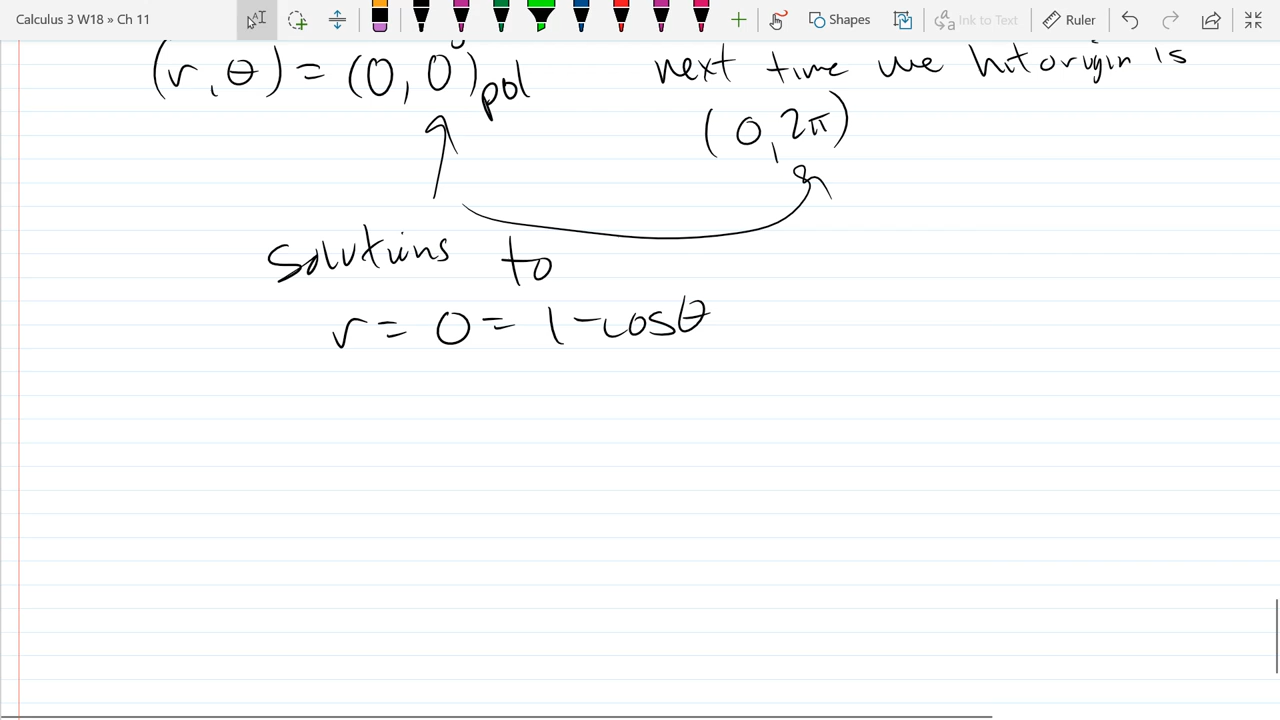 Calculus 3 W18 » Ch 11
Shapes
Ink to Text
Ruler
(r, θ) = (0, 0)pol
next time we hit origin is
(0, 2π)
Solutions to
r = 0 = 1 - cosθ